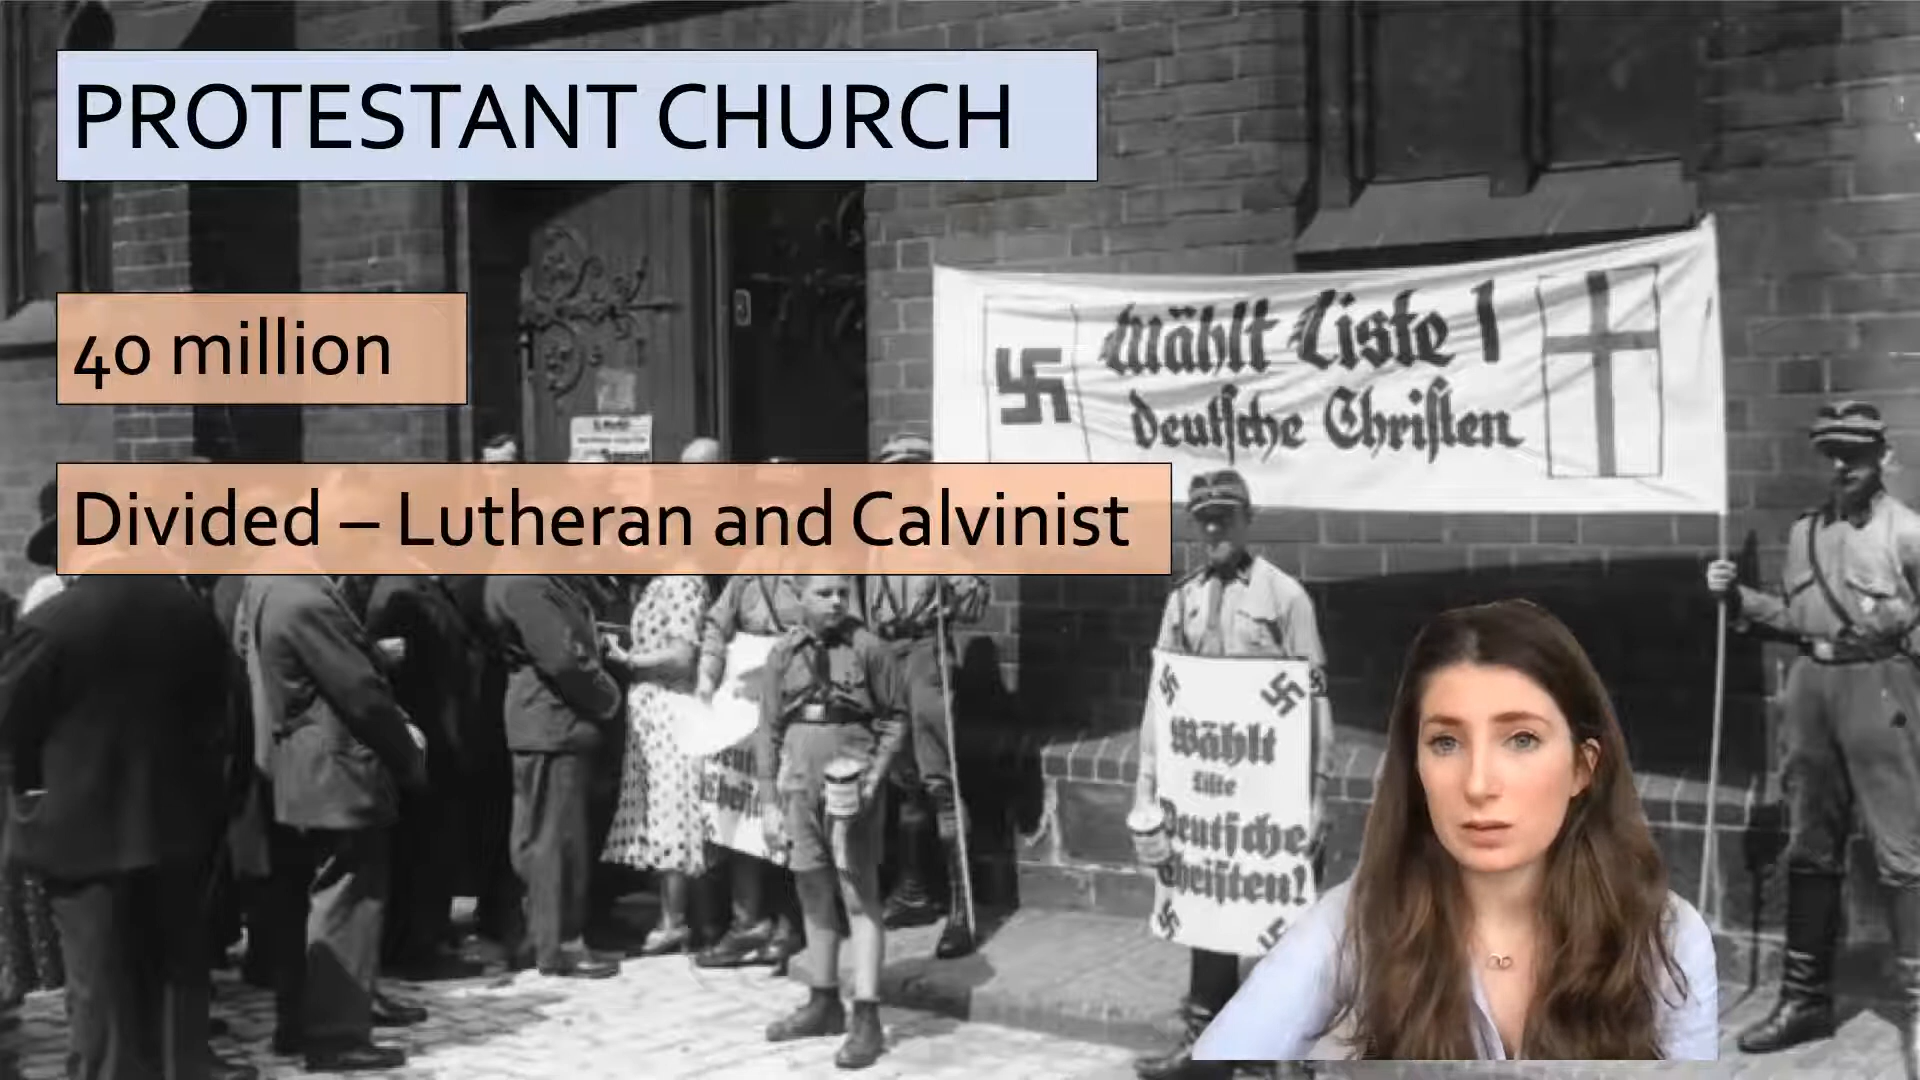 PROTESTANT CHURCH
40 million
Divided – Lutheran and Calvinist
Wählt Liste 1
Deutsche Christen
Wählt
Liste
Deutsche
Christen!